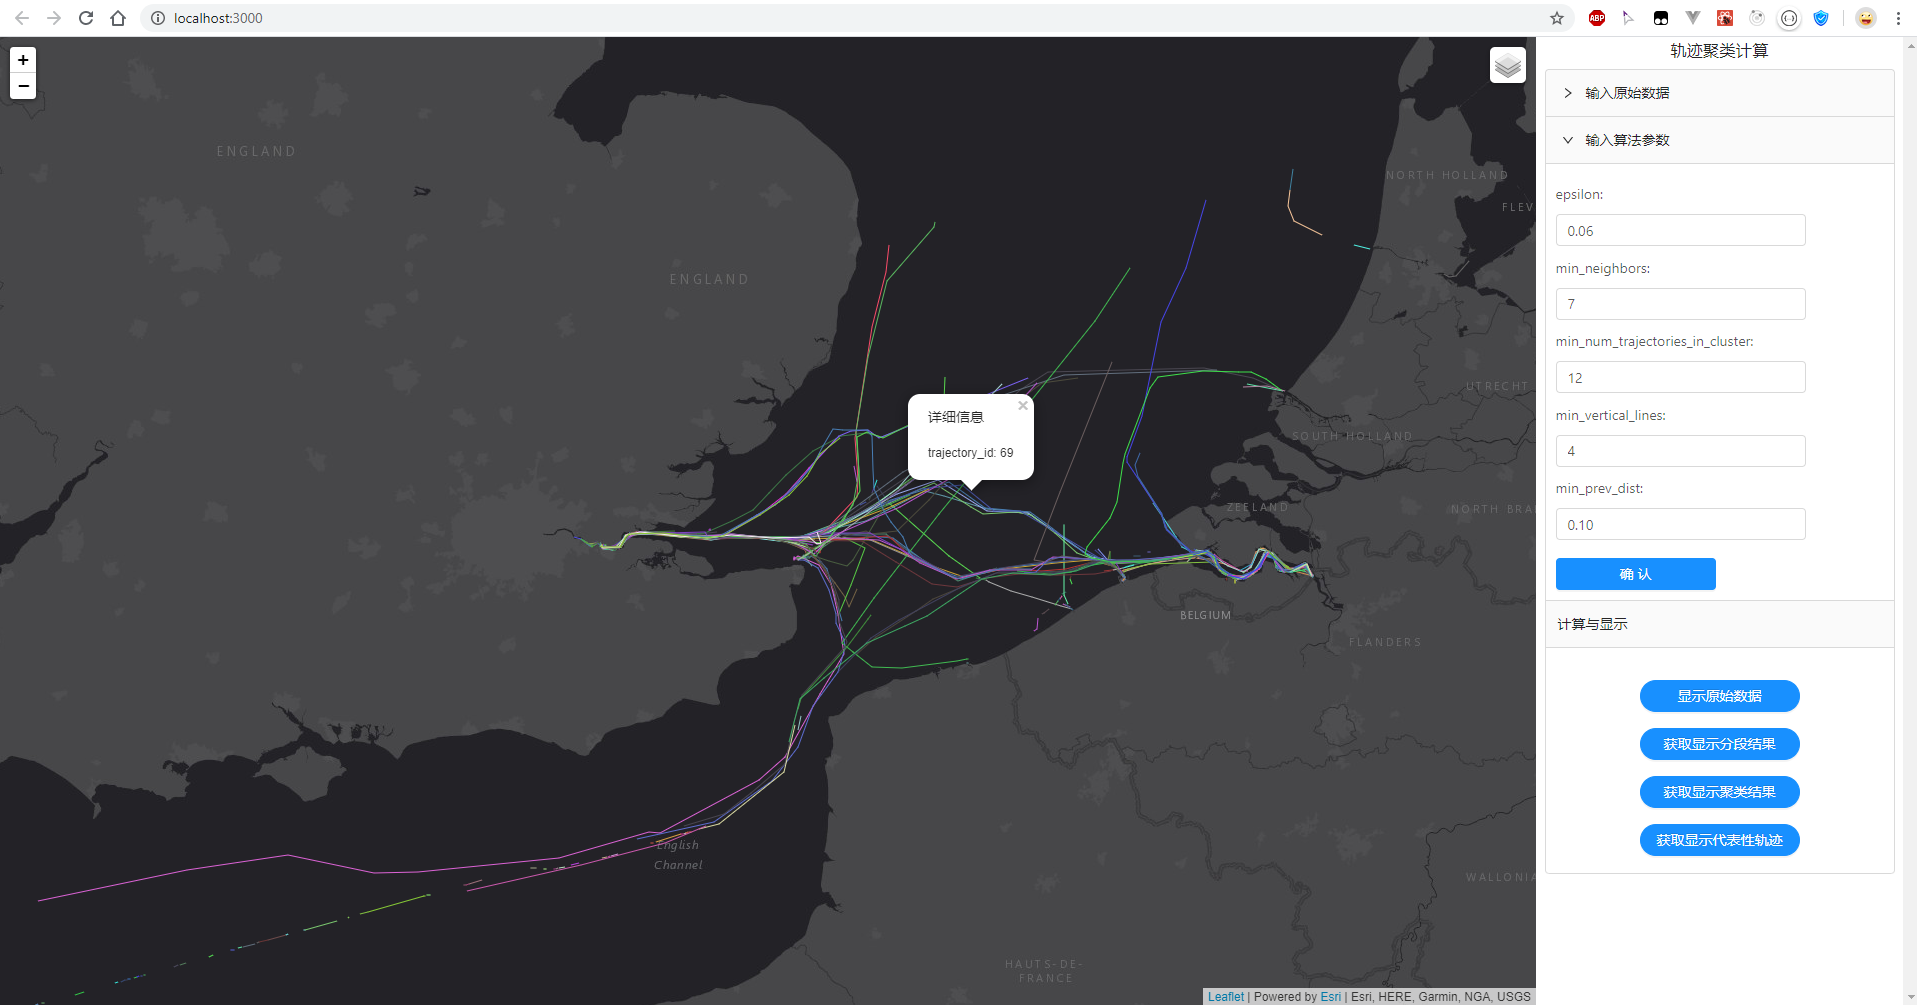 localhost:3000
ABP
+
−
ENGLAND
ENGLAND
NORTH HOLLAND
FLEV
UTRECHT
SOUTH HOLLAND
ZEELAND
NORTH BRA
BELGIUM
FLANDERS
WALLONIA
HAUTS-DE-
FRANCE
English
Channel
详细信息
×
trajectory_id: 69
Leaflet | Powered by Esri | Esri, HERE, Garmin, NGA, USGS
轨迹聚类计算
输入原始数据
输入算法参数
epsilon:
0.06
min_neighbors:
7
min_num_trajectories_in_cluster:
12
min_vertical_lines:
4
min_prev_dist:
0.10
确 认
计算与显示
显示原始数据
获取显示分段结果
获取显示聚类结果
获取显示代表性轨迹